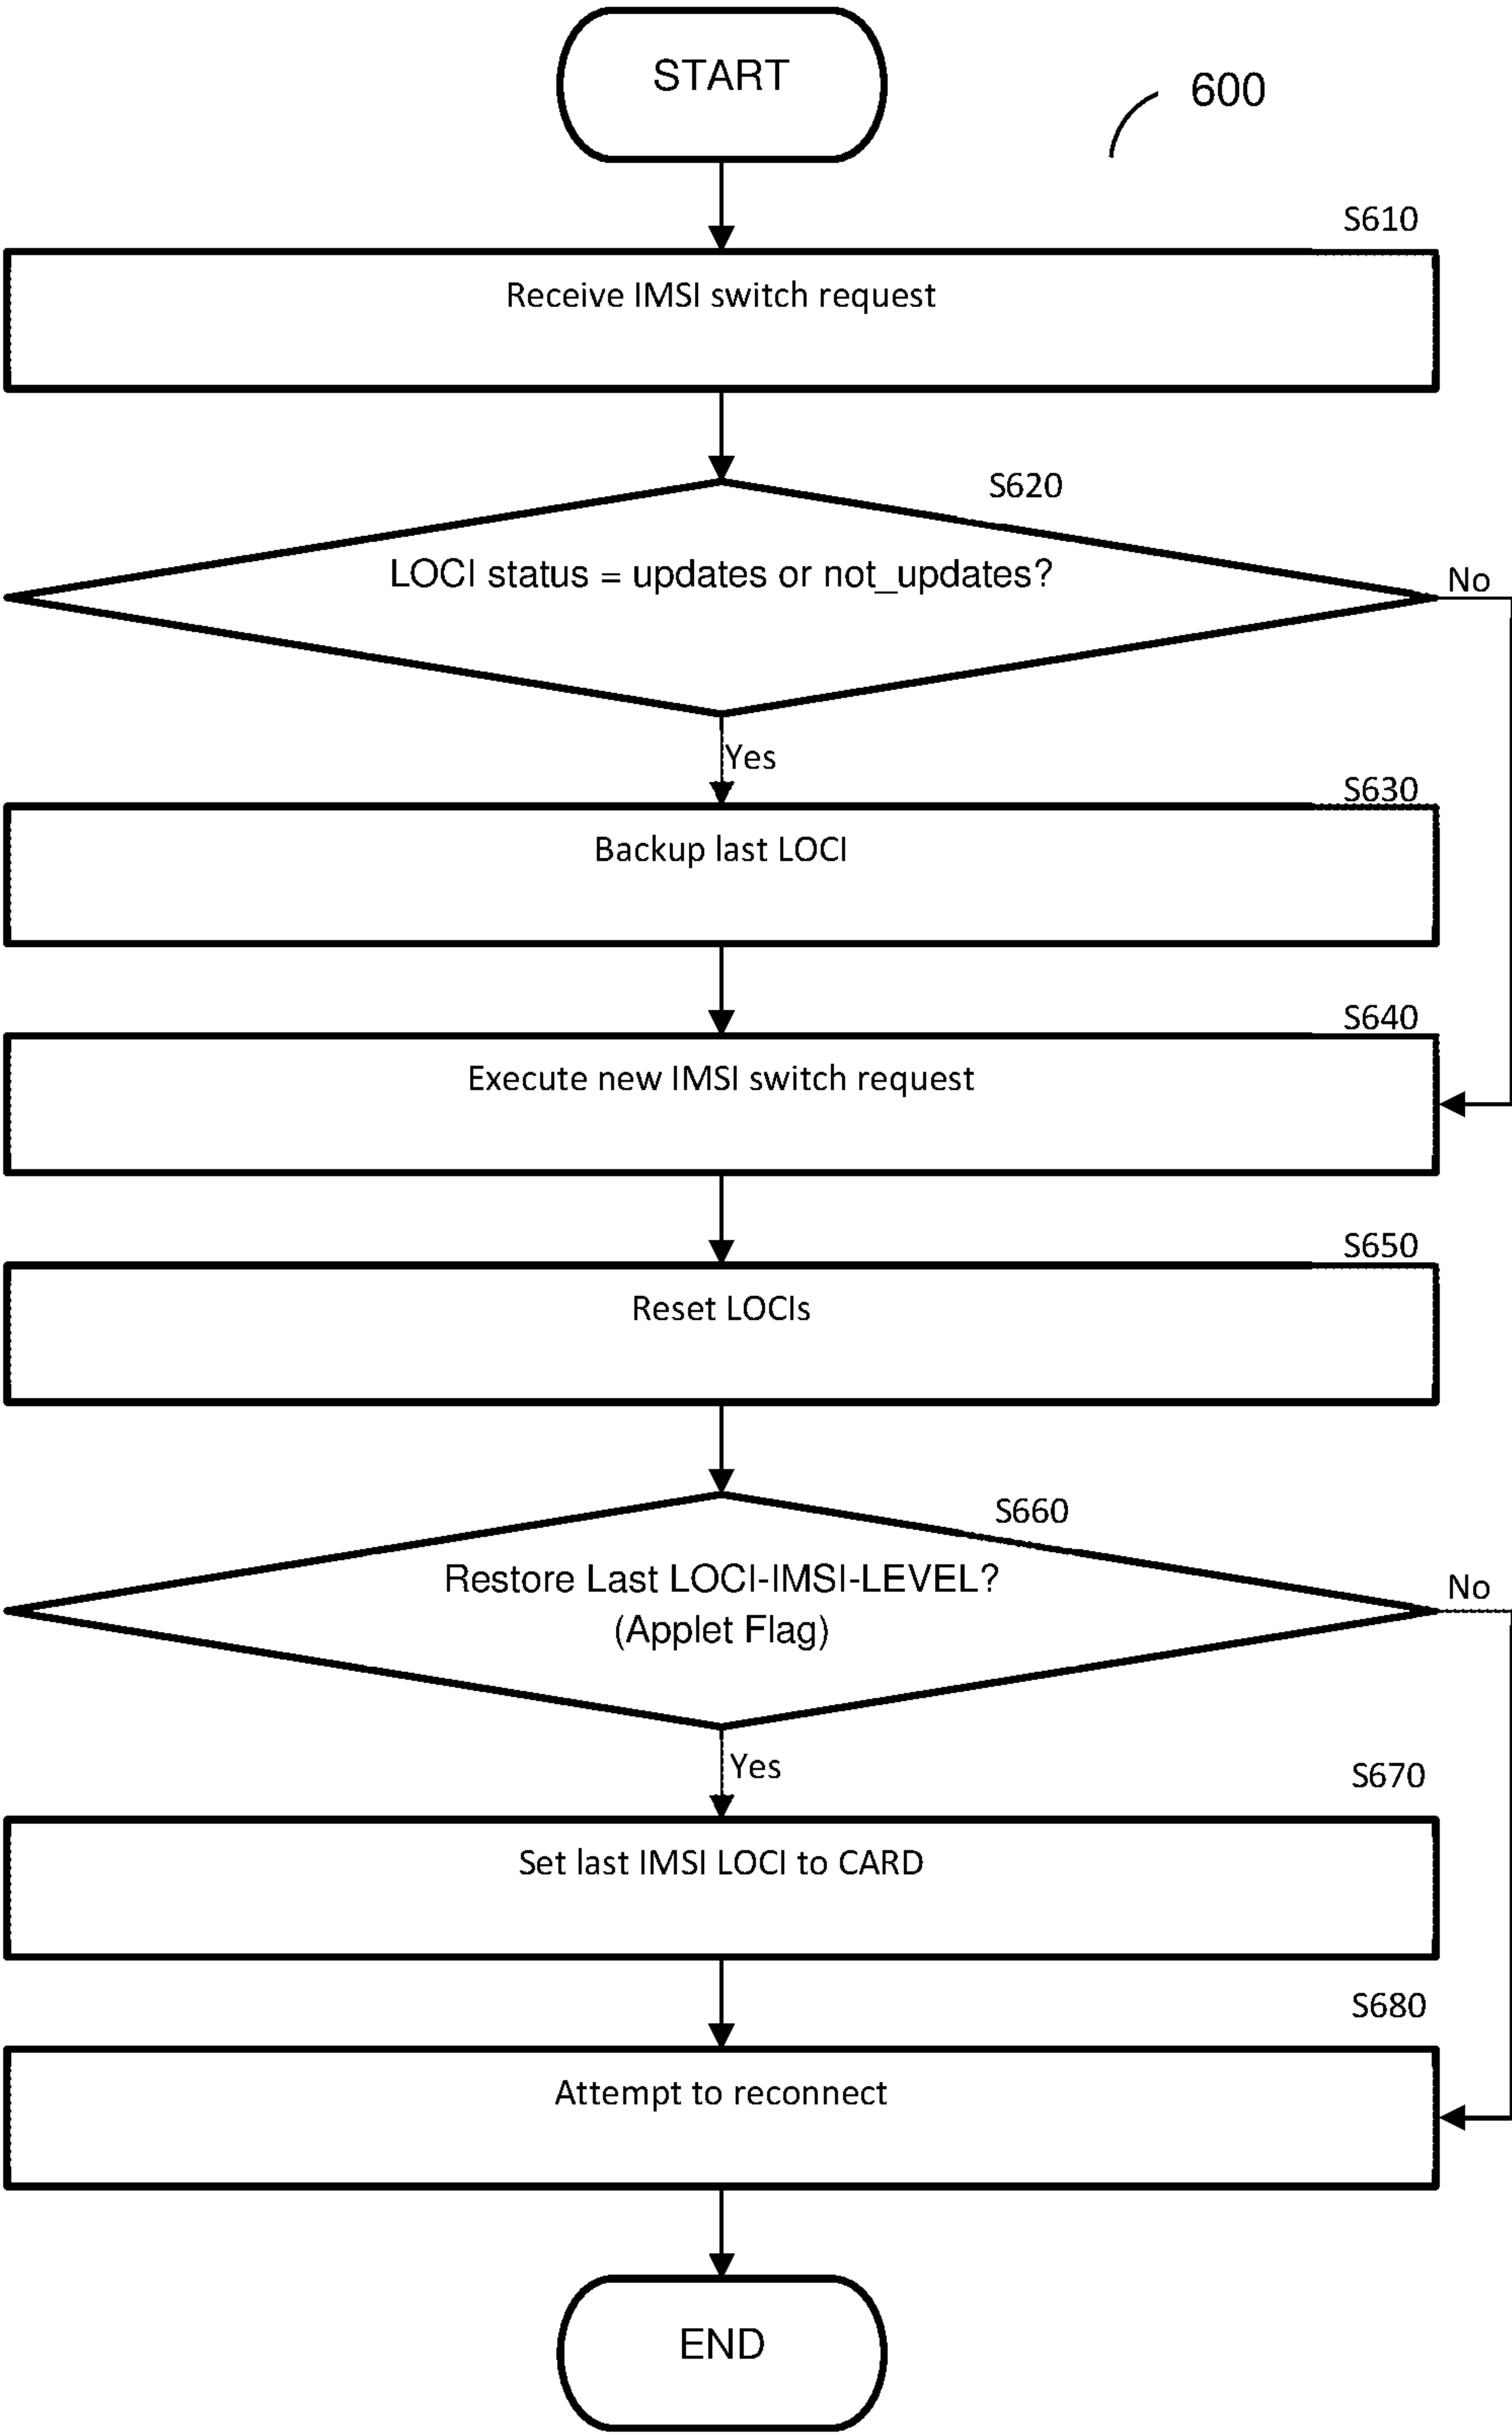 START
600
S610
Receive IMSI switch request
S620
LOCI status = updates or not_updates?
No
Yes
S630
Backup last LOCI
S640
Execute new IMSI switch request
S650
Reset LOCIs
S660
Restore Last LOCI-IMSI-LEVEL?
(Applet Flag)
No
Yes
S670
Set last IMSI LOCI to CARD
S680
Attempt to reconnect
END